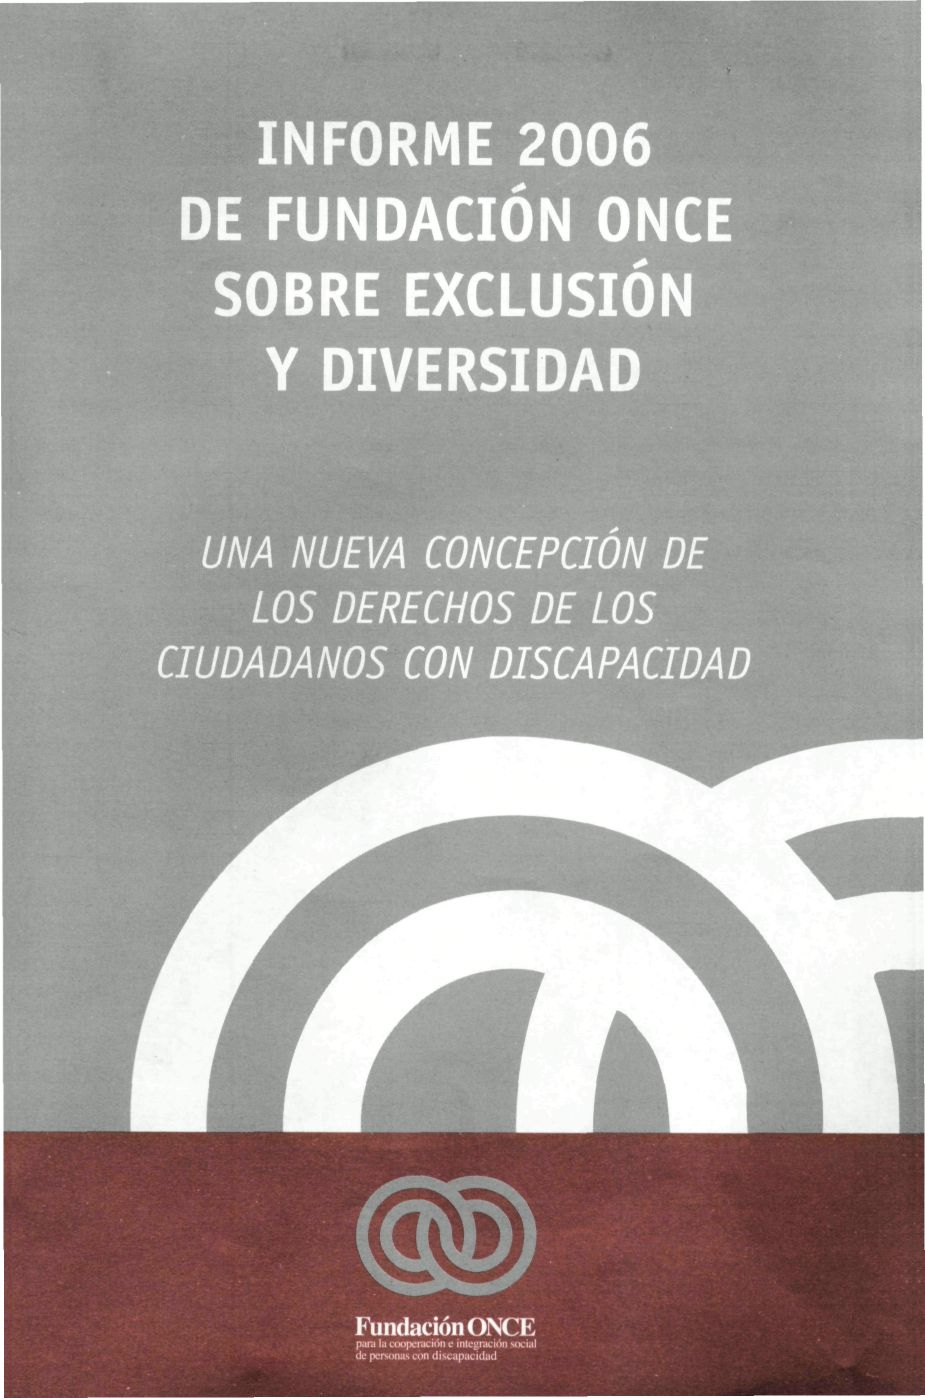 INFORME 2006
DE FUNDACIÓN ONCE
SOBRE EXCLUSIÓN
Y DIVERSIDAD
UNA NUEVA CONCEPCIÓN DE
LOS DERECHOS DE LOS
CIUDADANOS CON DISCAPACIDAD
Fundación ONCE
para la cooperación e integración social
de personas con discapacidad